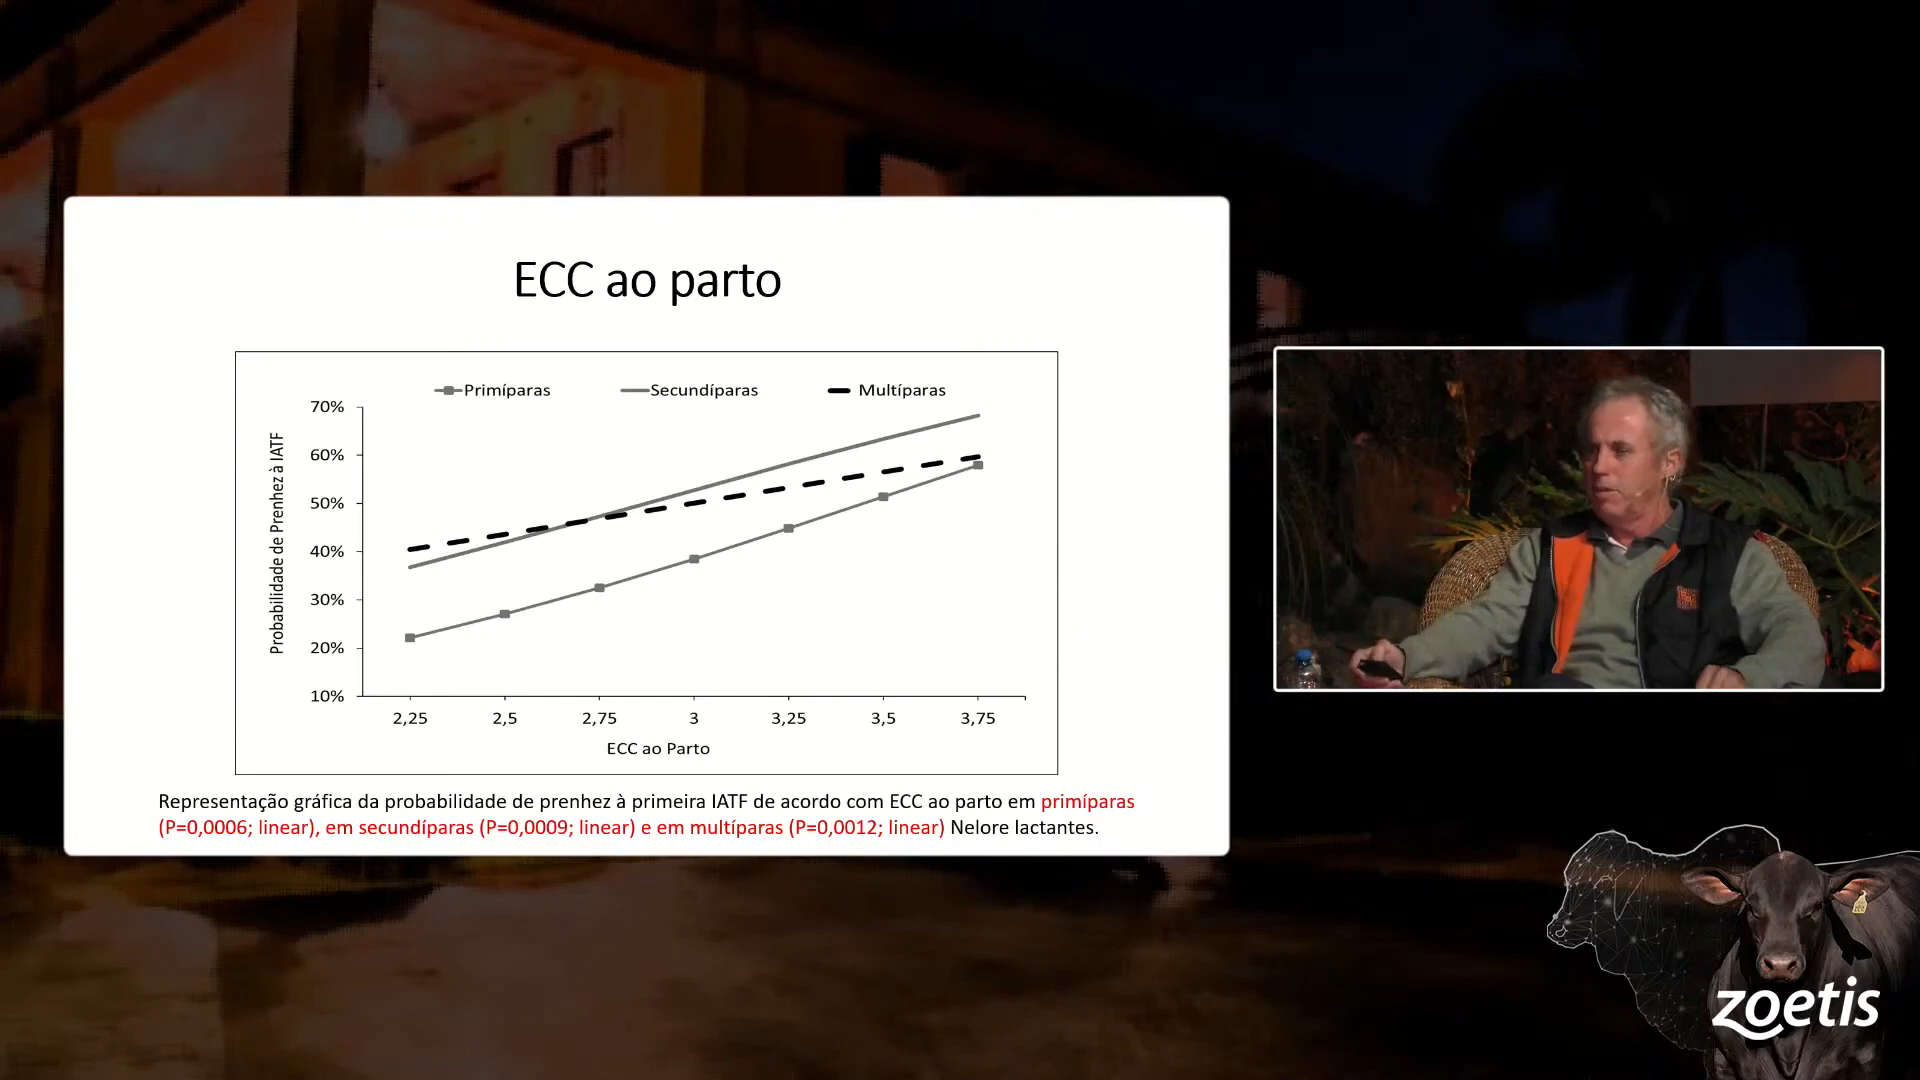 ECC ao parto
Primíparas
Secundíparas
Multíparas
Probabilidade de Prenhez à IATF
70%
60%
50%
40%
30%
20%
10%
2,25
2,5
2,75
3
3,25
3,5
3,75
ECC ao Parto
Representação gráfica da probabilidade de prenhez à primeira IATF de acordo com ECC ao parto em primíparas
(P=0,0006; linear), em secundíparas (P=0,0009; linear) e em multíparas (P=0,0012; linear) Nelore lactantes.
zoetis